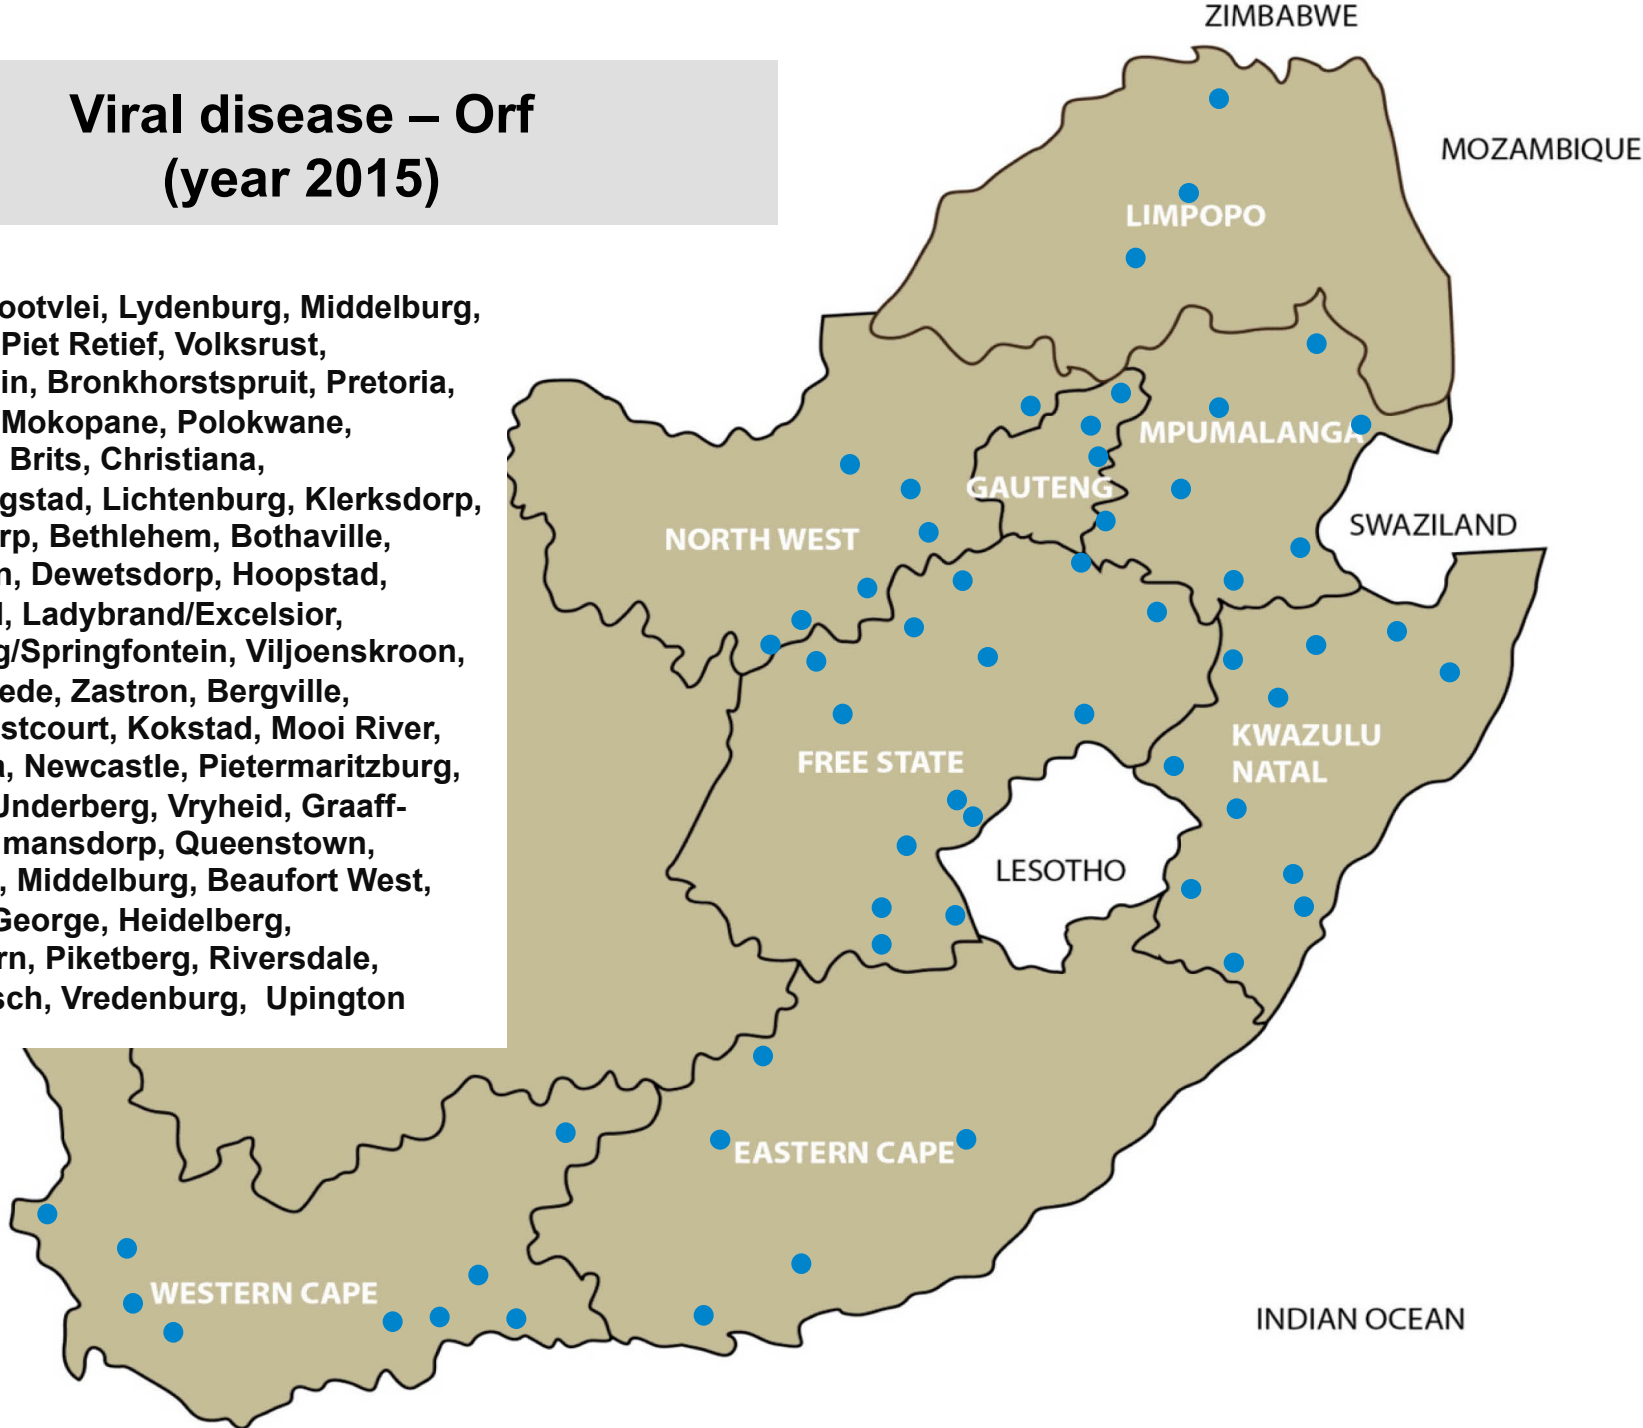 Viral disease – Orf
(year 2015)
ootvlei, Lydenburg, Middelburg,
Piet Retief, Volksrust,
in, Bronkhorstspruit, Pretoria,
Mokopane, Polokwane,
Brits, Christiana,
gstad, Lichtenburg, Klerksdorp,
rp, Bethlehem, Bothaville,
n, Dewetsdorp, Hoopstad,
l, Ladybrand/Excelsior,
g/Springfontein, Viljoenskroon,
ede, Zastron, Bergville,
stcourt, Kokstad, Mooi River,
a, Newcastle, Pietermaritzburg,
Underberg, Vryheid, Graaff-
mansdorp, Queenstown,
, Middelburg, Beaufort West,
George, Heidelberg,
rn, Piketberg, Riversdale,
sch, Vredenburg, Upington
ZIMBABWE
MOZAMBIQUE
LIMPOPO
MPUMALANGA
GAUTENG
NORTH WEST
SWAZILAND
KWAZULU
NATAL
FREE STATE
LESOTHO
EASTERN CAPE
WESTERN CAPE
INDIAN OCEAN